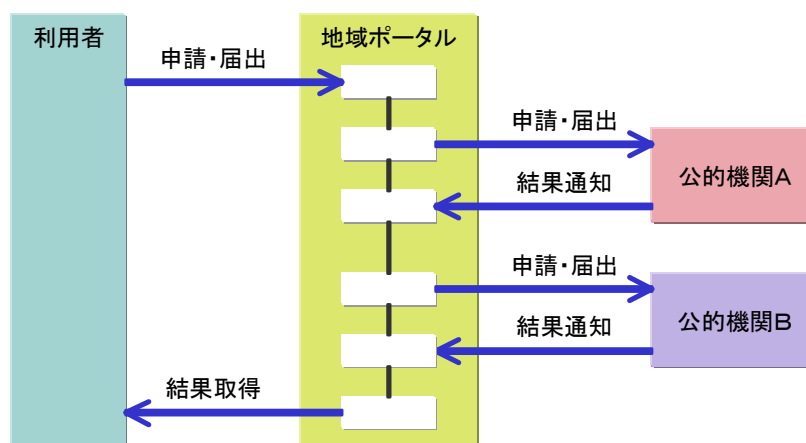 利用者
地域ポータル
申請・届出
申請・届出
公的機関A
結果通知
申請・届出
公的機関B
結果通知
結果取得